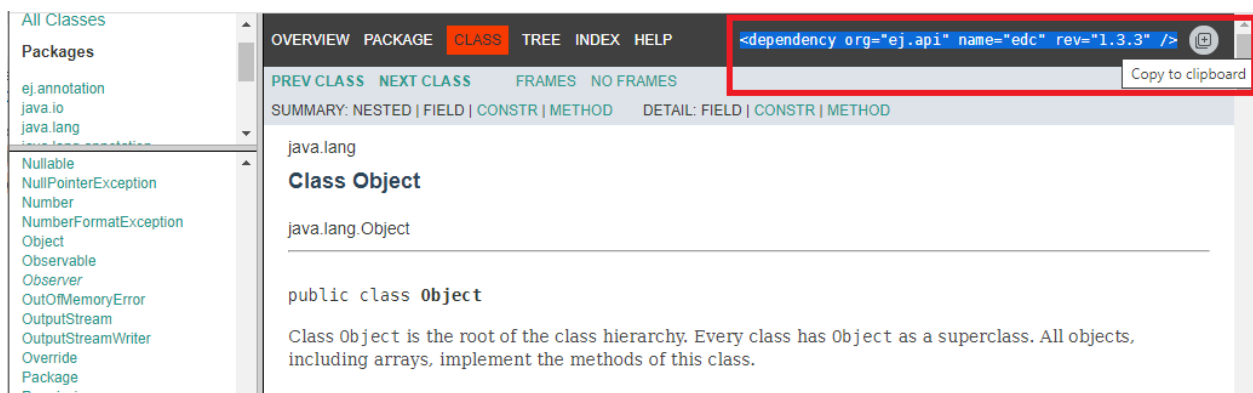 All Classes
Packages
ej.annotation
java.io
java.lang
java.lang.annotation
Nullable
NullPointerException
Number
NumberFormatException
Object
Observable
Observer
OutOfMemoryError
OutputStream
OutputStreamWriter
Override
Package
OVERVIEW PACKAGE CLASS TREE INDEX HELP
<dependency org="ej.api" name="edc" rev="1.3.3" />
Copy to clipboard
PREV CLASS NEXT CLASS FRAMES NO FRAMES
SUMMARY: NESTED | FIELD | CONSTR | METHOD DETAIL: FIELD | CONSTR | METHOD
java.lang
Class Object
java.lang.Object
public class Object
Class Object is the root of the class hierarchy. Every class has Object as a superclass. All objects,
including arrays, implement the methods of this class.